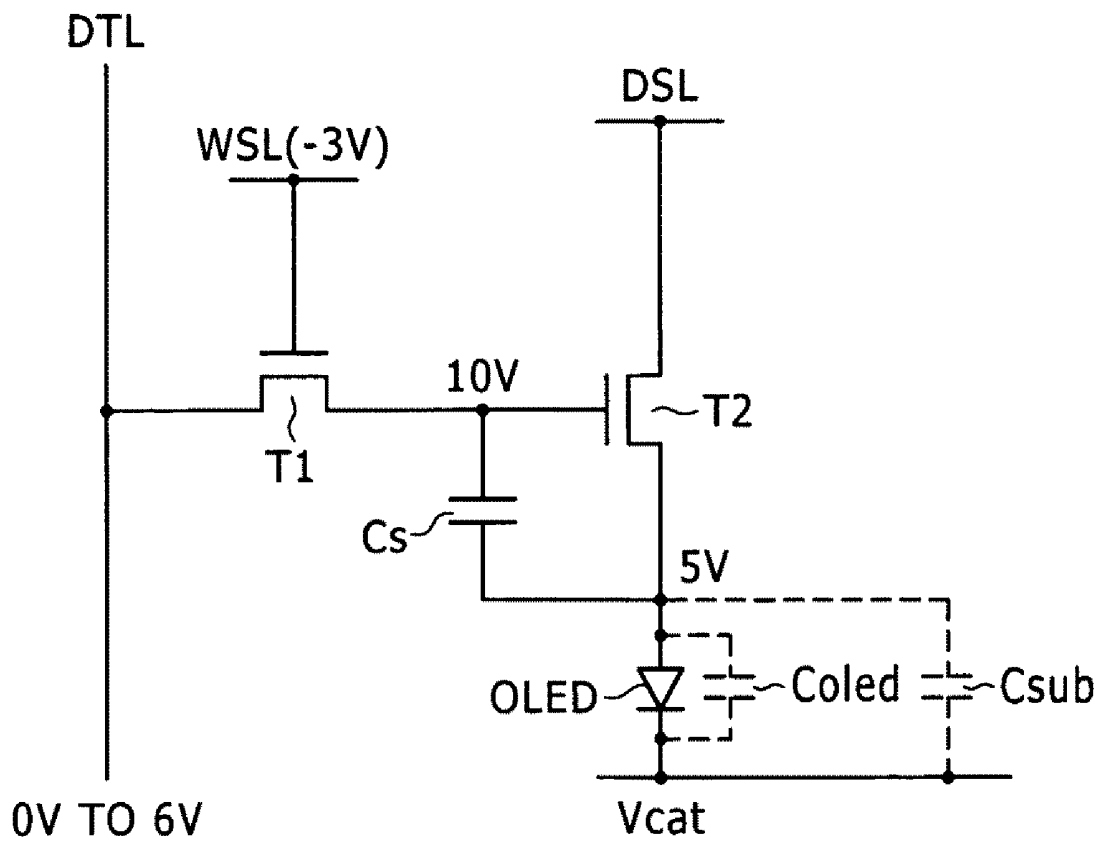 DTL
DSL
WSL(-3V)
10V
T2
T1
Cs
5V
OLED
Coled
Csub
0V TO 6V
Vcat